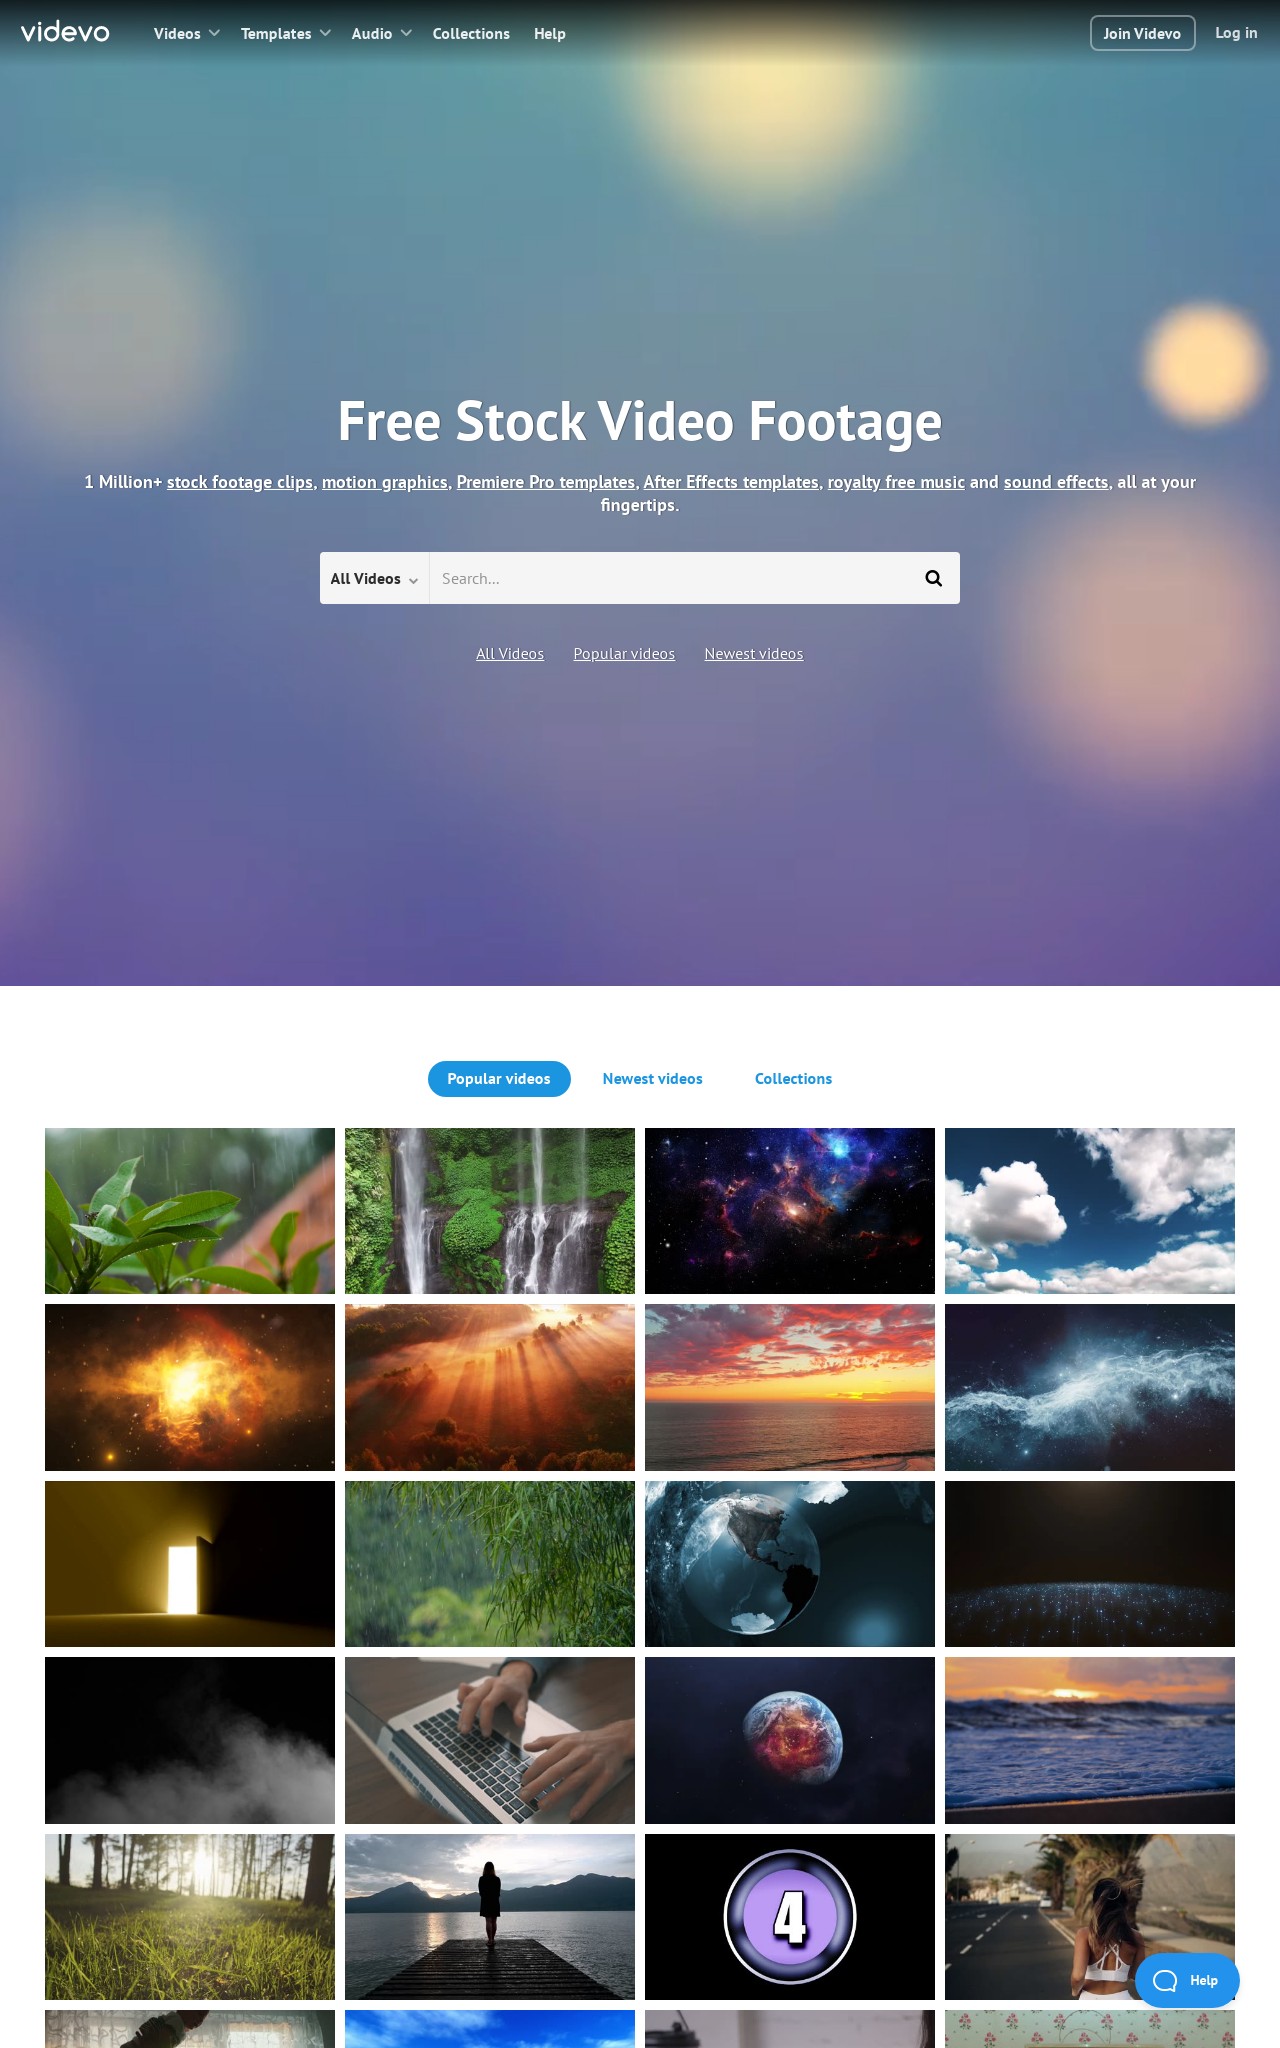 videvo Videos Templates Audio Collections Help Join Videvo Log in
Free Stock Video Footage
1 Million+ stock footage clips, motion graphics, Premiere Pro templates, After Effects templates, royalty free music and sound effects, all at your
fingertips.
All Videos Search...
All Videos Popular videos Newest videos
Popular videos Newest videos Collections
4
Help